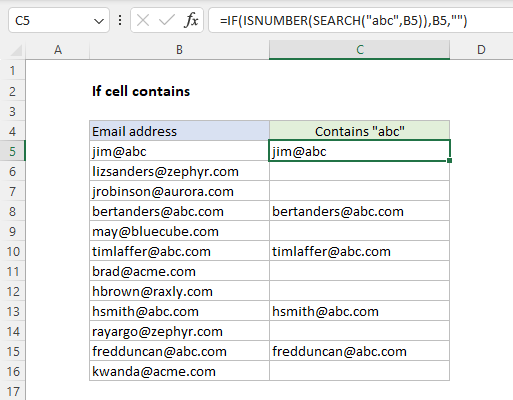 C5 fx =IF(ISNUMBER(SEARCH("abc",B5)),B5,"")
A B C D
1
2 If cell contains
3
4 Email address Contains "abc"
5 jim@abc jim@abc
6 lizsanders@zephyr.com
7 jrobinson@aurora.com
8 bertanders@abc.com bertanders@abc.com
9 may@bluecube.com
10 timlaffer@abc.com timlaffer@abc.com
11 brad@acme.com
12 hbrown@raxly.com
13 hsmith@abc.com hsmith@abc.com
14 rayargo@zephyr.com
15 fredduncan@abc.com fredduncan@abc.com
16 kwanda@acme.com
17